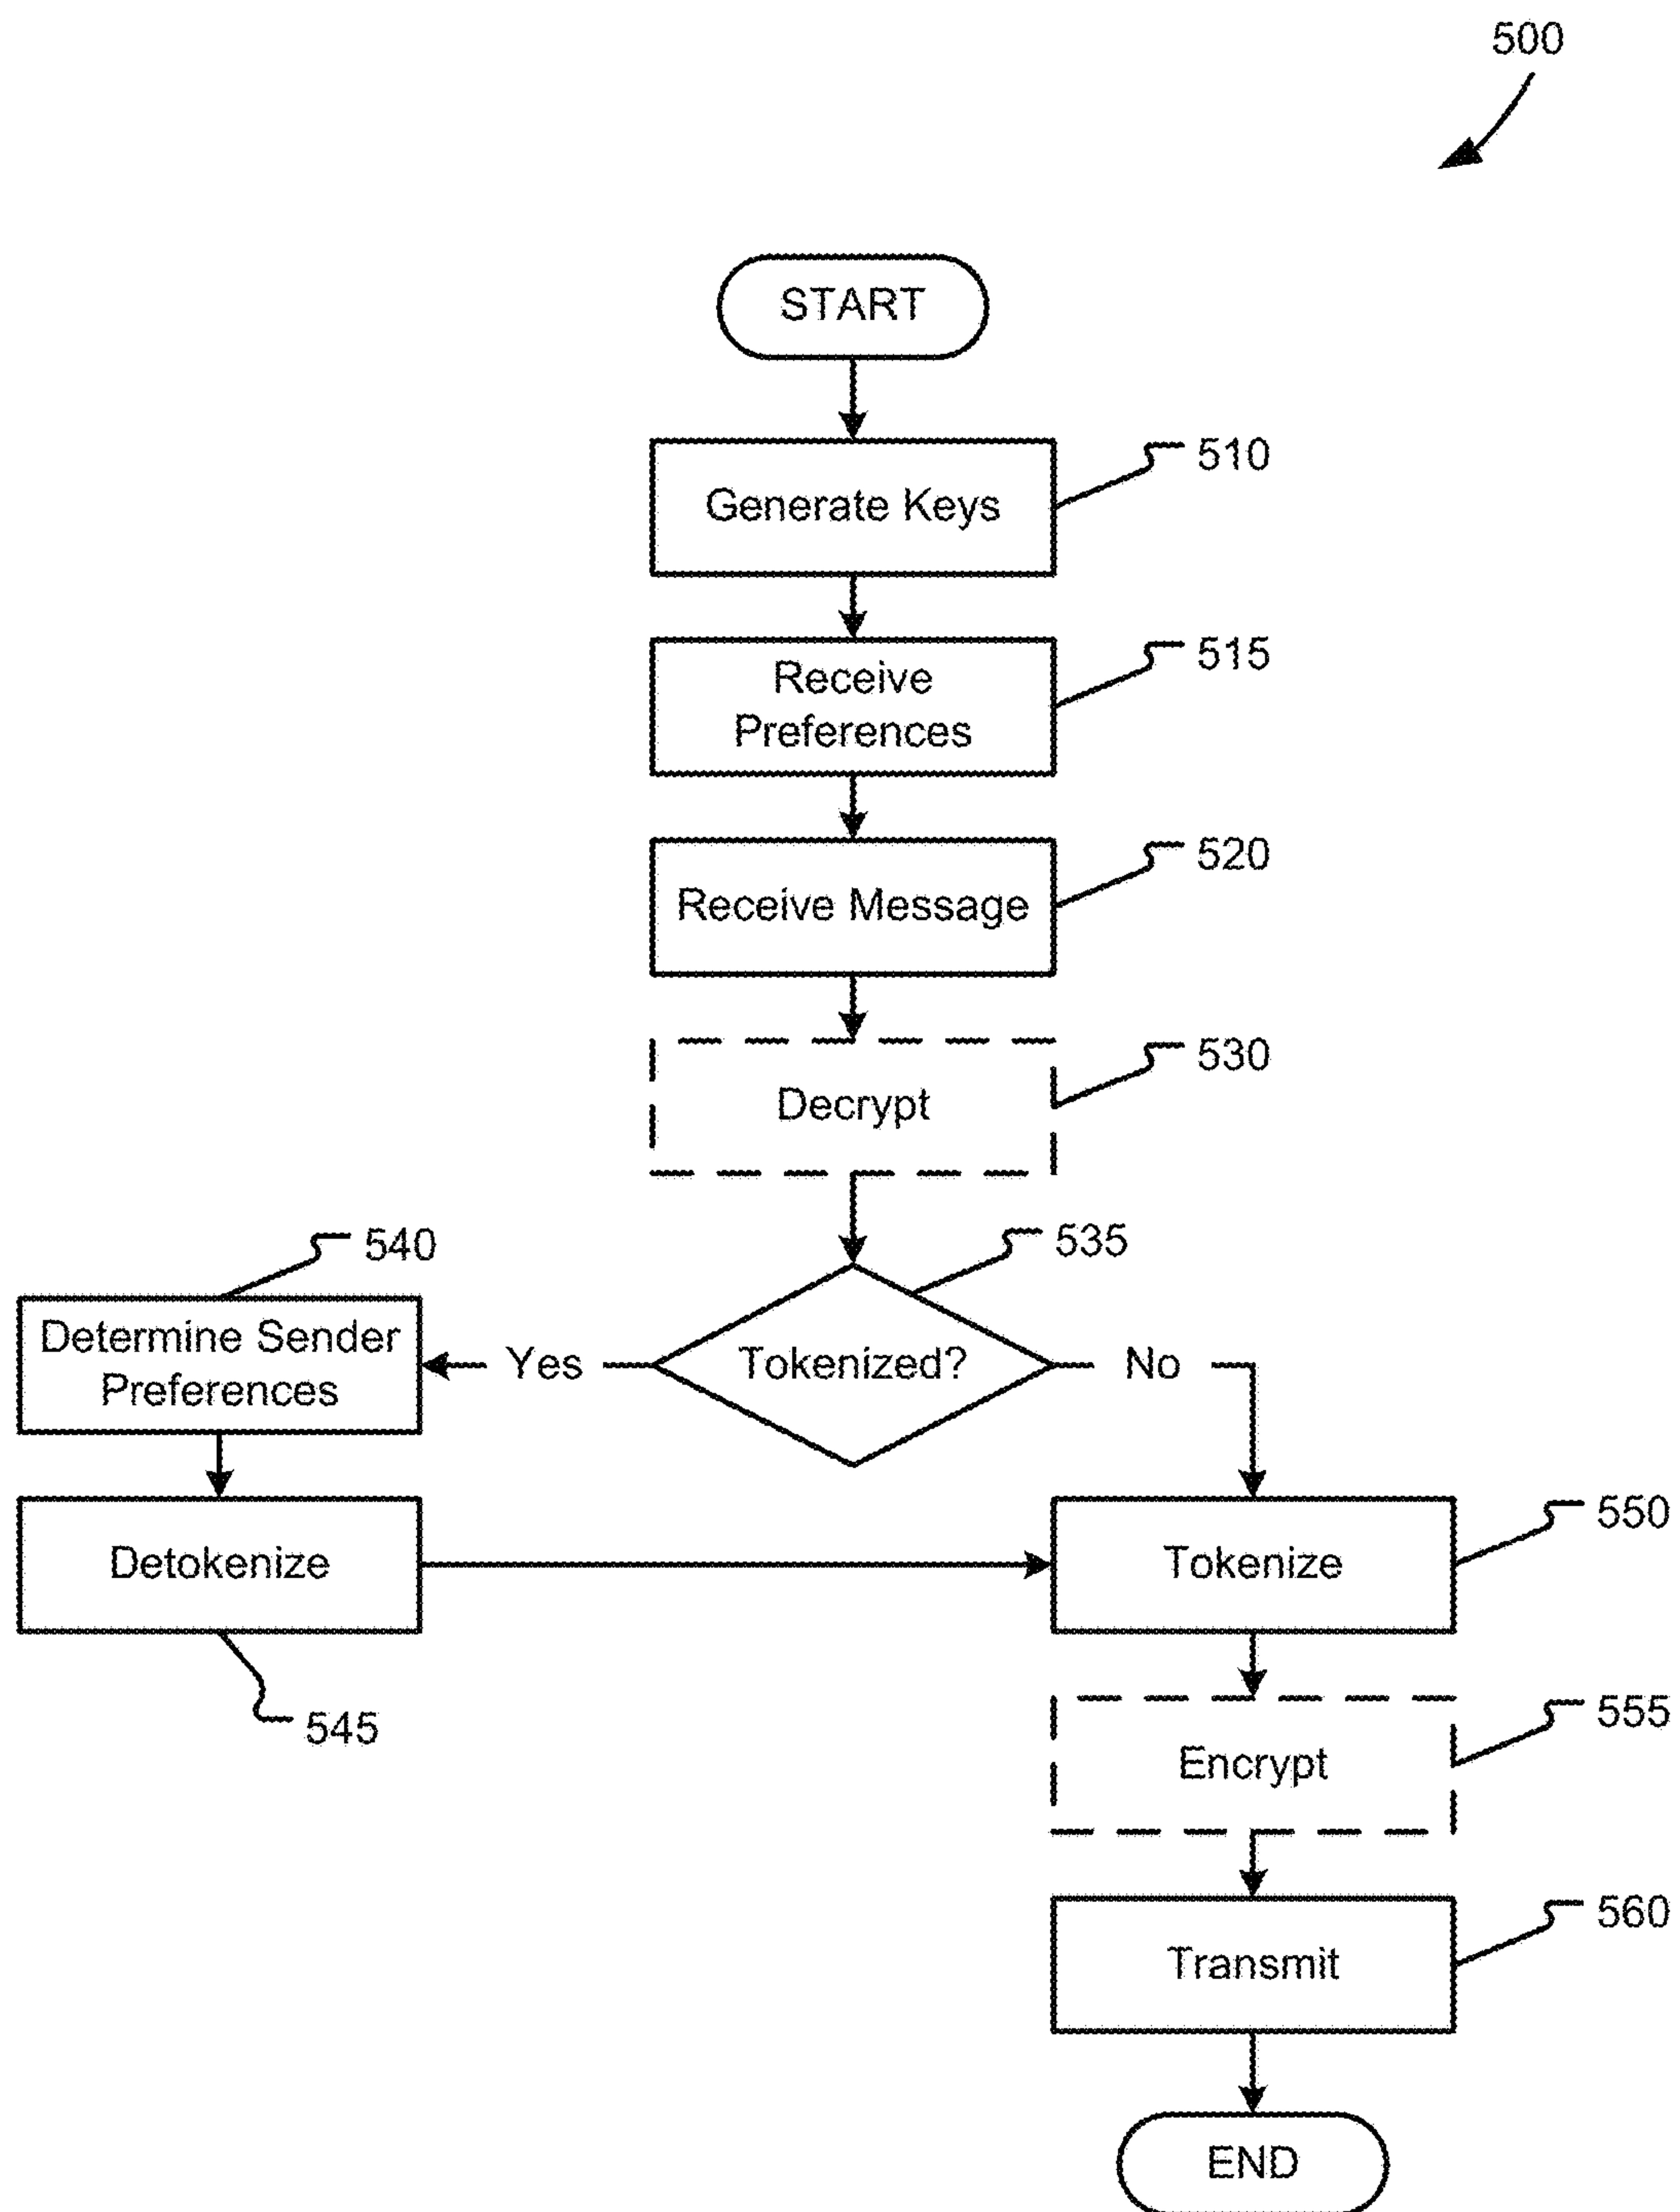 500
START
Generate Keys
510
Receive
Preferences
515
Receive Message
520
Decrypt
530
535
Tokenized?
Yes
No
540
Determine Sender
Preferences
Detokenize
545
Tokenize
550
Encrypt
555
Transmit
560
END